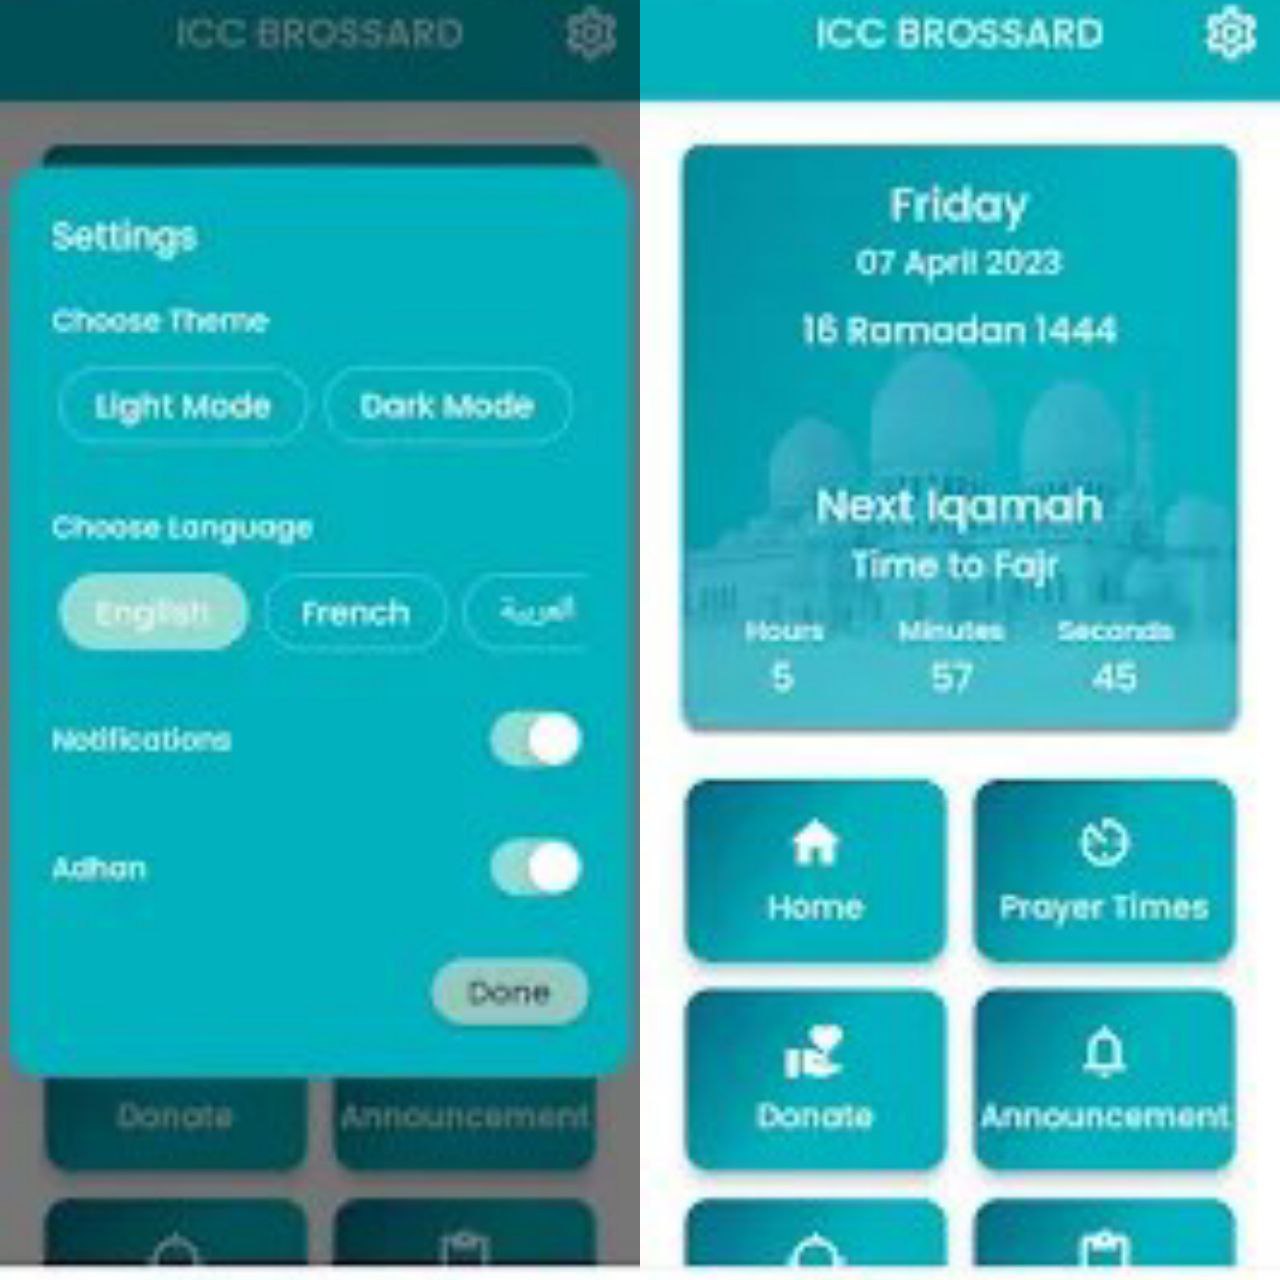 ICC BROSSARD
Settings
Choose Theme
Light Mode
Dark Mode
Choose Language
English
French
العربية
Notifications
Adhan
Done
Donate
Announcement
ICC BROSSARD
Friday
07 April 2023
16 Ramadan 1444
Next Iqamah
Time to Fajr
Hours Minutes Seconds
5 57 45
Home
Prayer Times
Donate
Announcement